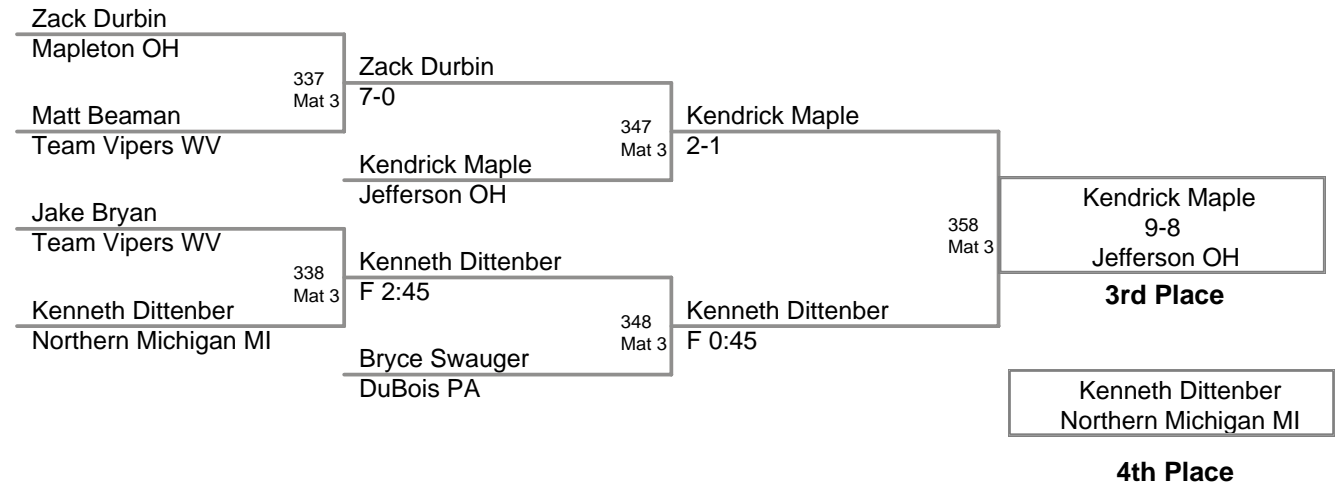 Zack Durbin
Mapleton OH
337
Mat 3
Zack Durbin
7-0
Matt Beaman
Team Vipers WV
347
Mat 3
Kendrick Maple
2-1
Kendrick Maple
Jefferson OH
Jake Bryan
Team Vipers WV
338
Mat 3
Kenneth Dittenber
F 2:45
Kenneth Dittenber
Northern Michigan MI
348
Mat 3
Kenneth Dittenber
F 0:45
Bryce Swauger
DuBois PA
358
Mat 3
Kendrick Maple
9-8
Jefferson OH
3rd Place
Kenneth Dittenber
Northern Michigan MI
4th Place